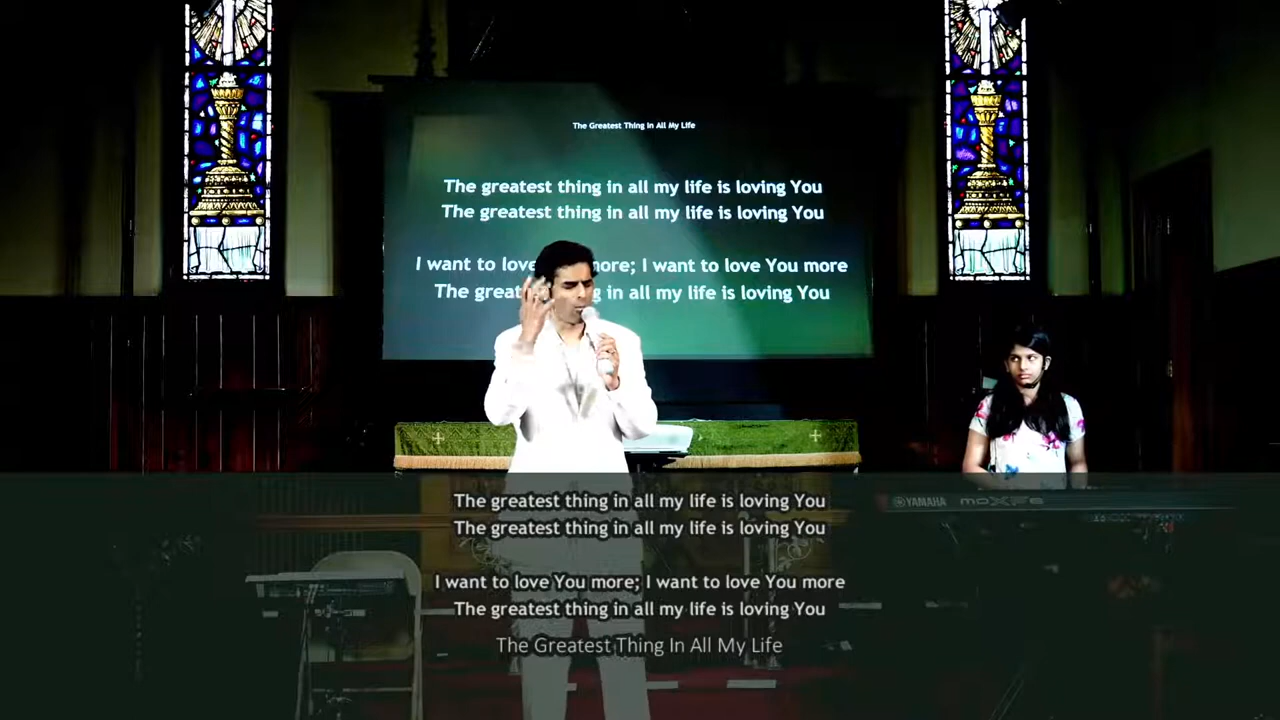 The Greatest Thing In All My Life
The greatest thing in all my life is loving You
The greatest thing in all my life is loving You
I want to love more; I want to love You more
The great g in all my life is loving You
The greatest thing in all my life is loving You
The greatest thing in all my life is loving You
I want to love You more; I want to love You more
The greatest thing in all my life is loving You
The Greatest Thing In All My Life
YAMAHA MOXF8